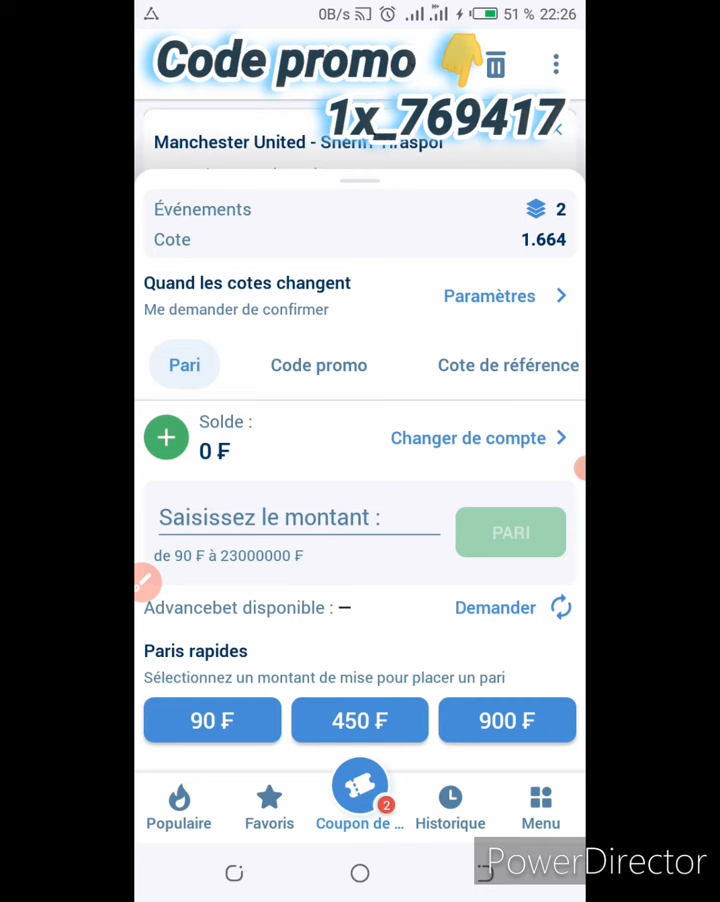 0B/s 51 % 22:26
Code promo
1x_769417
Manchester United - Sheriff Tiraspol
Événements 2
Cote 1.664
Quand les cotes changent
Me demander de confirmer
Paramètres
Pari Code promo Cote de référence
Solde :
0 ₣
Changer de compte
Saisissez le montant :
PARI
de 90 ₣ à 23000000 ₣
Advancebet disponible : —
Demander
Paris rapides
Sélectionnez un montant de mise pour placer un pari
90 ₣ 450 ₣ 900 ₣
2
Populaire Favoris Coupon de ... Historique Menu
PowerDirector